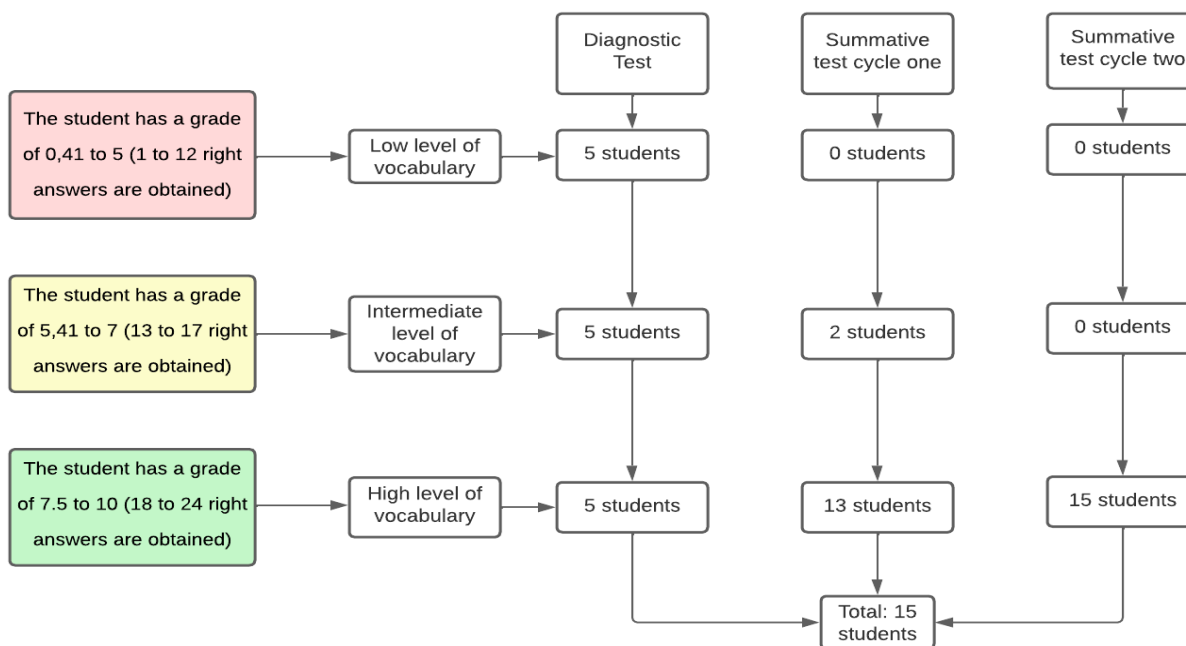 Diagnostic
Test
Summative
test cycle one
Summative
test cycle two
The student has a grade
of 0,41 to 5 (1 to 12 right
answers are obtained)
Low level of
vocabulary
5 students
0 students
0 students
The student has a grade
of 5,41 to 7 (13 to 17 right
answers are obtained)
Intermediate
level of
vocabulary
5 students
2 students
0 students
The student has a grade
of 7.5 to 10 (18 to 24 right
answers are obtained)
High level of
vocabulary
5 students
13 students
15 students
Total: 15
students